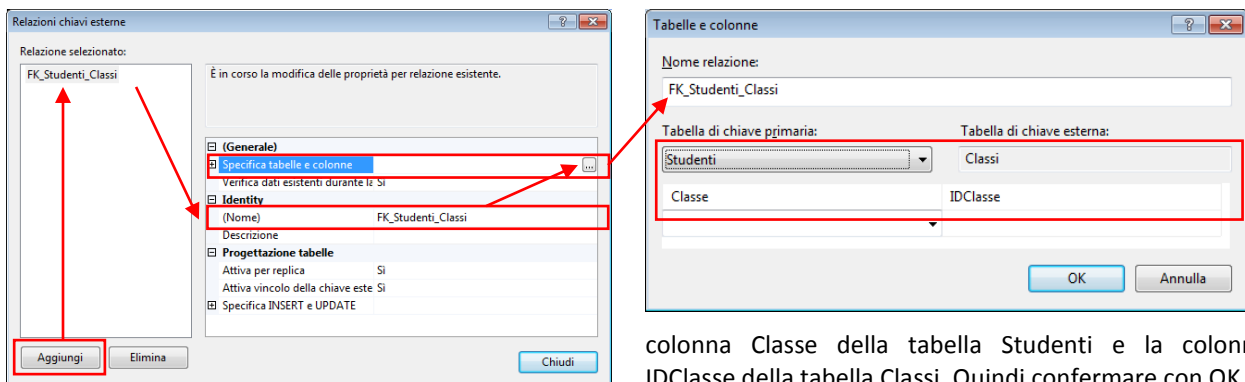 Relazioni chiavi esterne
Relazione selezionato:
FK_Studenti_Classi
È in corso la modifica delle proprietà per relazione esistente.
(Generale)
Specifica tabelle e colonne
...
Verifica dati esistenti durante la Sì
Identity
(Nome) FK_Studenti_Classi
Descrizione
Progettazione tabelle
Attiva per replica Sì
Attiva vincolo della chiave este Sì
Specifica INSERT e UPDATE
Aggiungi Elimina
Chiudi
Tabelle e colonne
Nome relazione:
FK_Studenti_Classi
Tabella di chiave primaria: Tabella di chiave esterna:
Studenti Classi
Classe IDClasse
OK Annulla
colonna Classe della tabella Studenti e la colon
IDClasse della tabella Classi. Quindi confermare con OK